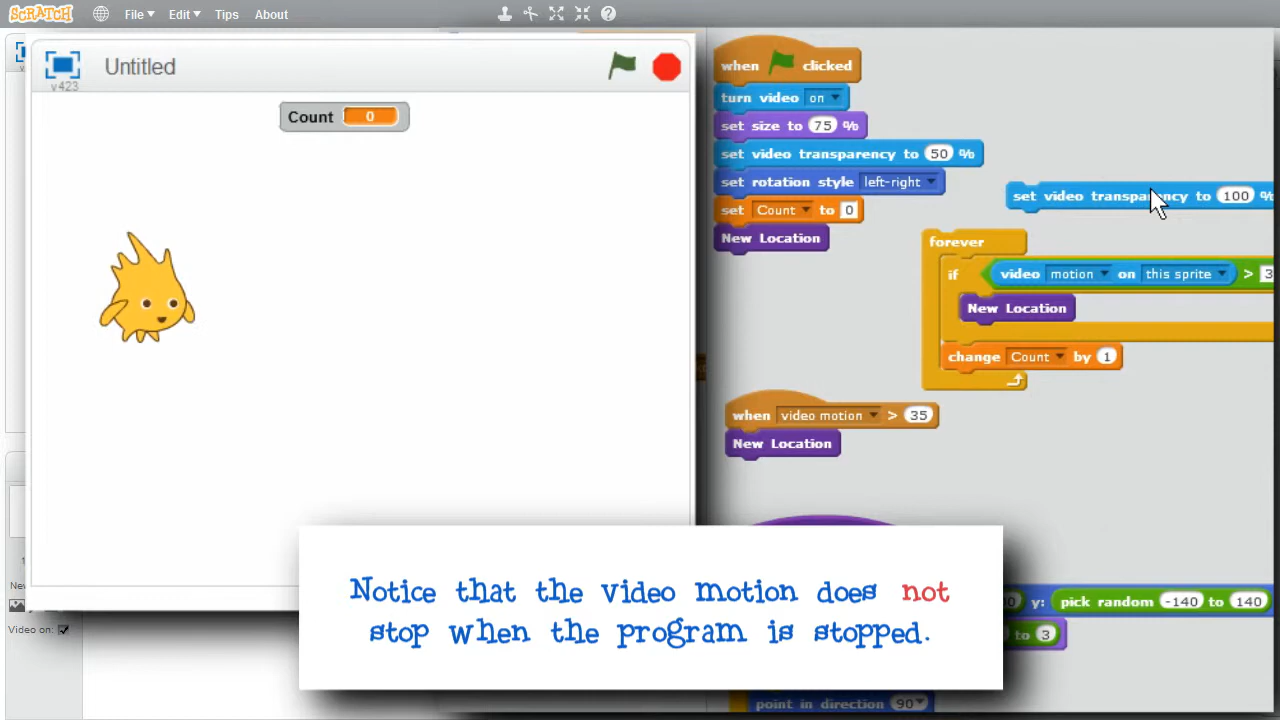 SCRATCH File Edit Tips About
Untitled
v423
Count 0
when clicked
turn video on
set size to 75 %
set video transparency to 50 %
set rotation style left-right
set Count to 0
New Location
set video transparency to 100 %
forever
if video motion on this sprite > 3
New Location
change Count by 1
when video motion > 35
New Location
Notice that the video motion does not
stop when the program is stopped.
y: pick random -140 to 140
to 3
point in direction 90
Video on: